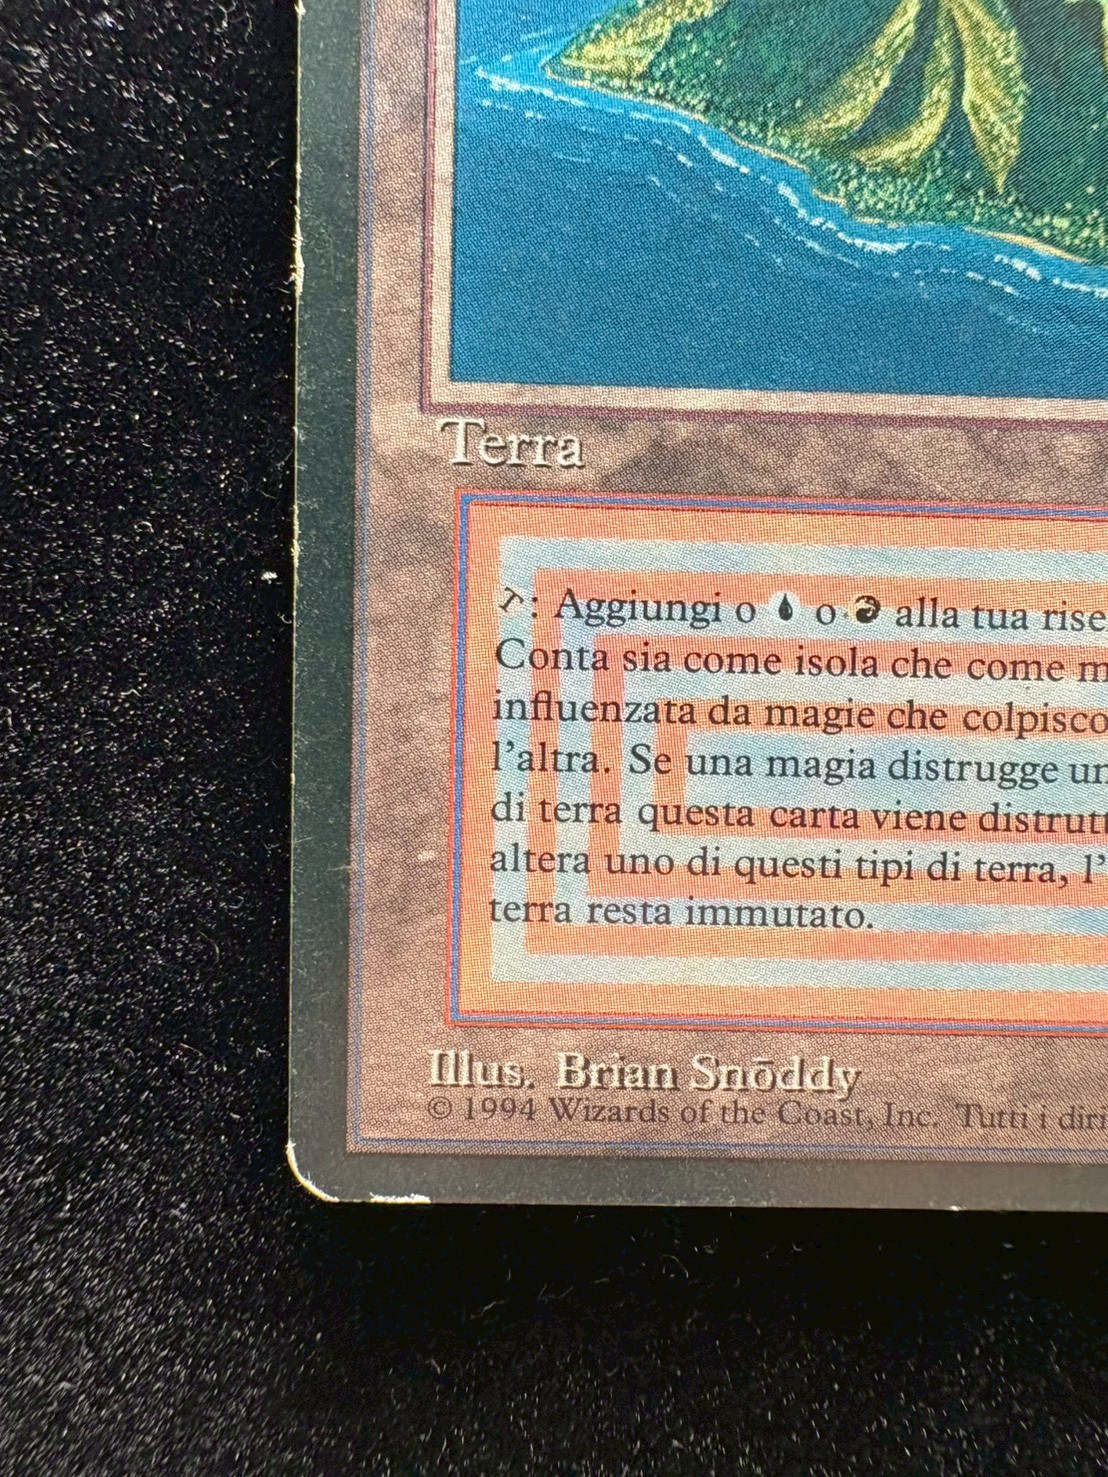 Terra
T: Aggiungi o o alla tua rise
Conta sia come isola che come m
influenzata da magie che colpisco
l'altra. Se una magia distrugge un
di terra questa carta viene distrutt
altera uno di questi tipi di terra, l'
terra resta immutato.
Illus. Brian Snōddy
© 1994 Wizards of the Coast, Inc. Tutti i diri